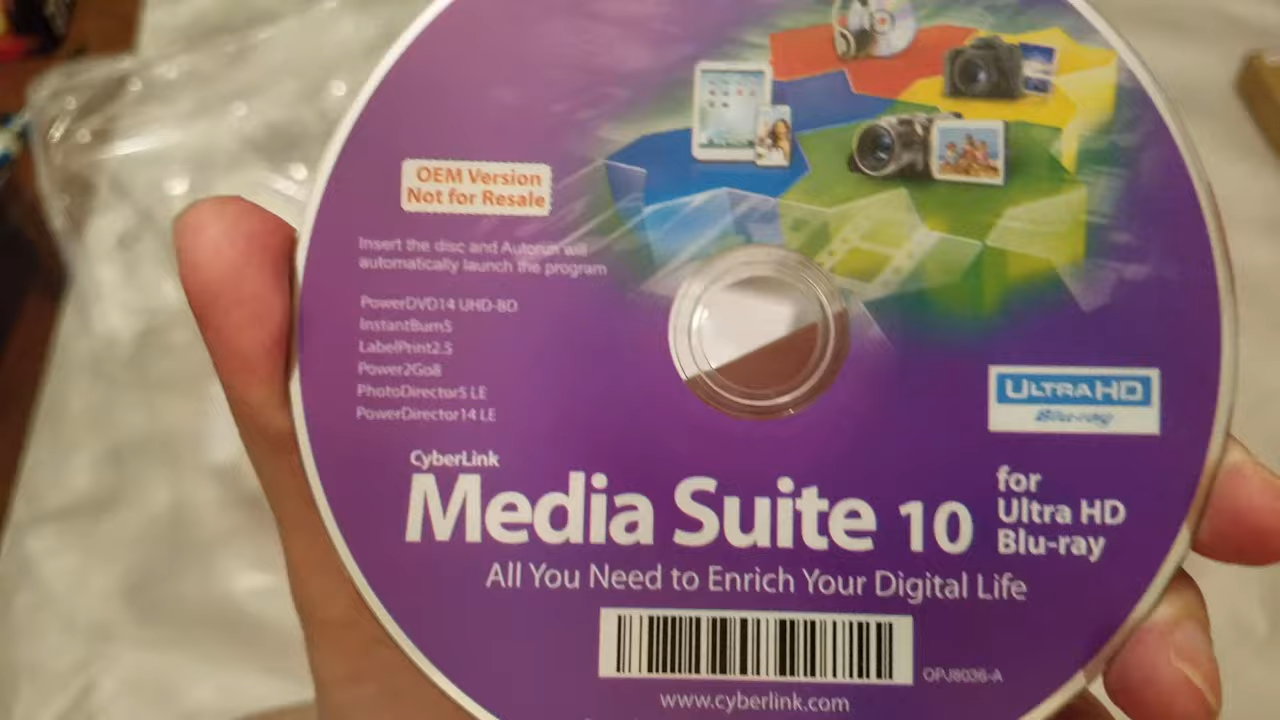 OEM Version
Not for Resale
Insert the disc and Autorun will
automatically launch the program
PowerDVD14 UHD-BD
InstantBurn5
LabelPrint2.5
Power2Go8
PhotoDirector5 LE
PowerDirector14 LE
ULTRA HD
Blu-ray
CyberLink
Media Suite 10
for
Ultra HD
Blu-ray
All You Need to Enrich Your Digital Life
OPJ8036-A
www.cyberlink.com